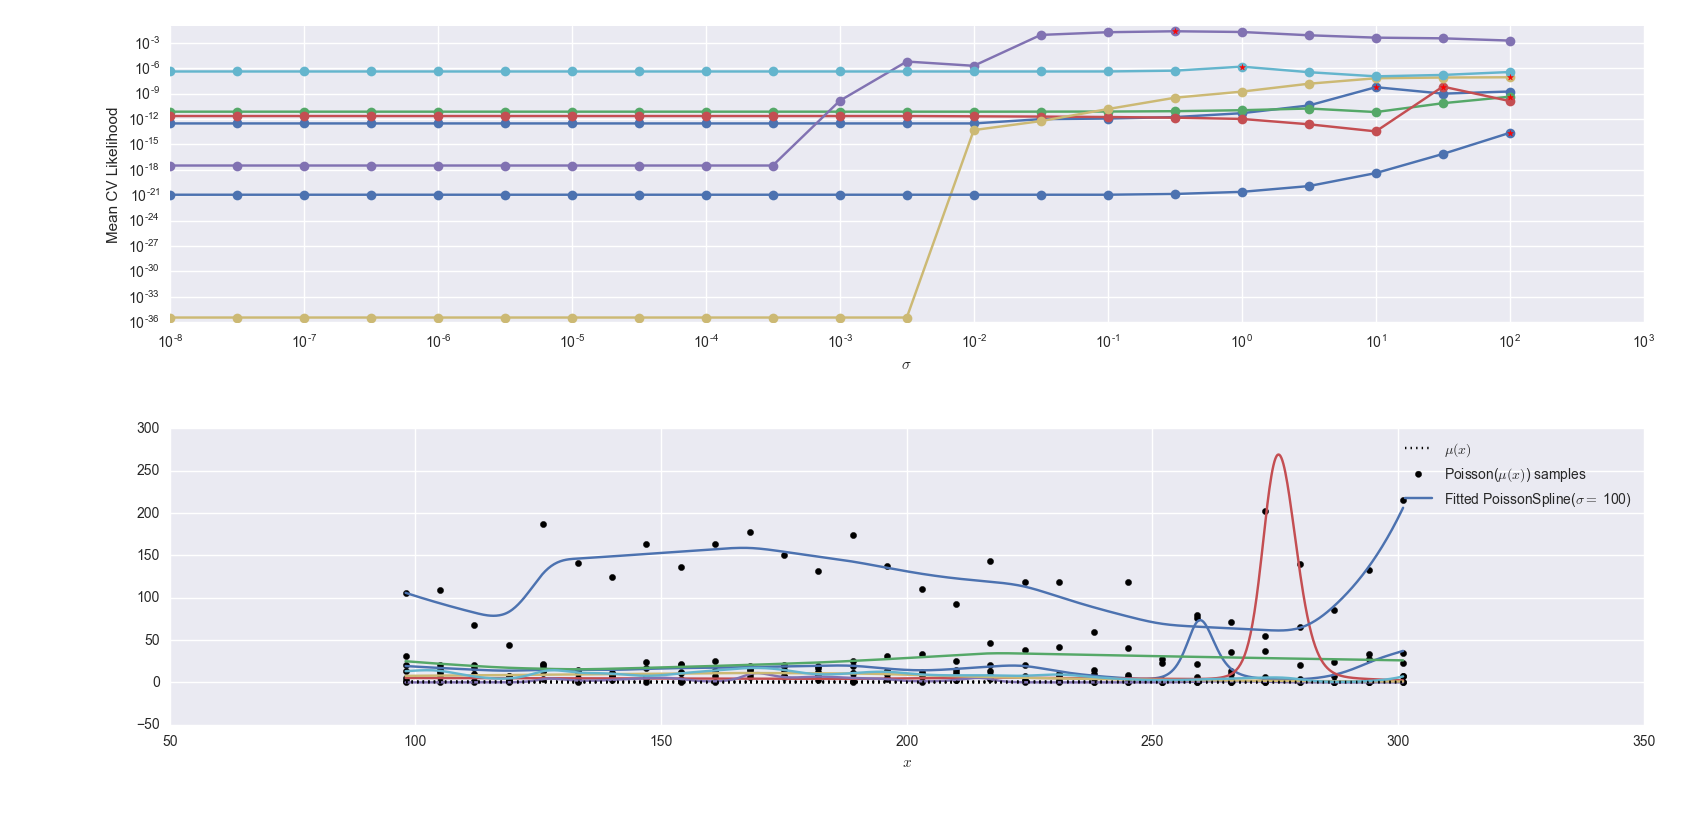 10^-3
10^-6
10^-9
10^-12
10^-15
10^-18
10^-21
10^-24
10^-27
10^-30
10^-33
10^-36
Mean CV Likelihood
10^-8 10^-7 10^-6 10^-5 10^-4 10^-3 10^-2 10^-1 10^0 10^1 10^2 10^3
σ
300
250
200
150
100
50
0
−50
μ(x)
Poisson(μ(x)) samples
Fitted PoissonSpline(σ = 100)
50 100 150 200 250 300 350
x